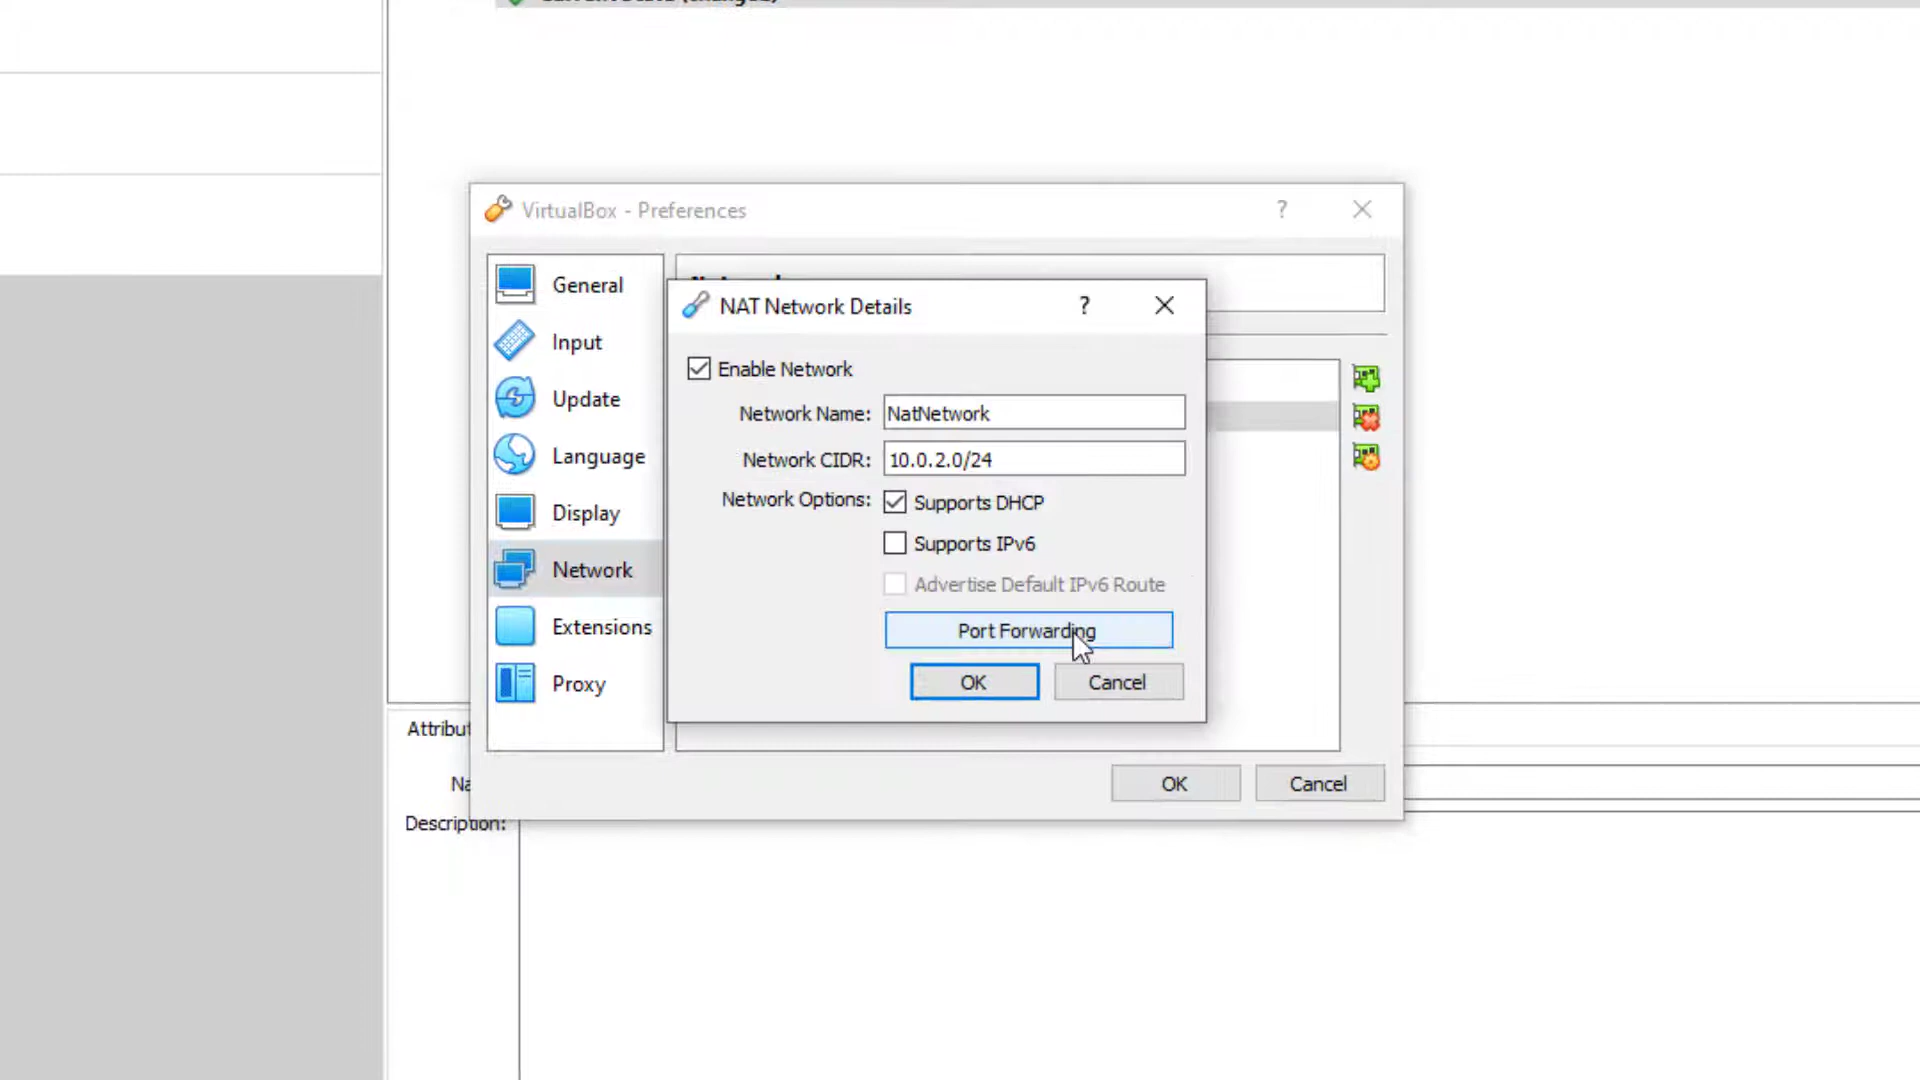 VirtualBox - Preferences
?
General
Input
Update
Language
Display
Network
Extensions
Proxy
NAT Network Details
?
Enable Network
Network Name: NatNetwork
Network CIDR: 10.0.2.0/24
Network Options: Supports DHCP
Supports IPv6
Advertise Default IPv6 Route
Port Forwarding
OK Cancel
OK Cancel
Attribut
Na
Description: